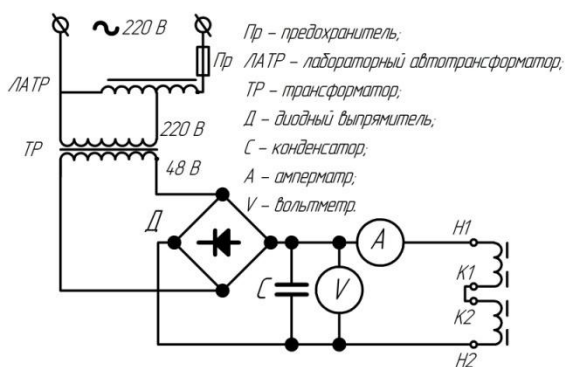 ~ 220 В
Пр
ЛАТР
220 В
ТР
48 В
Пр – предохранитель;
ЛАТР – лабораторный автотрансформатор;
ТР – трансформатор;
Д – диодный выпрямитель;
С – конденсатор;
А – амперматр;
V – вольтметр.
Д
С
V
А
Н1
К1
К2
Н2